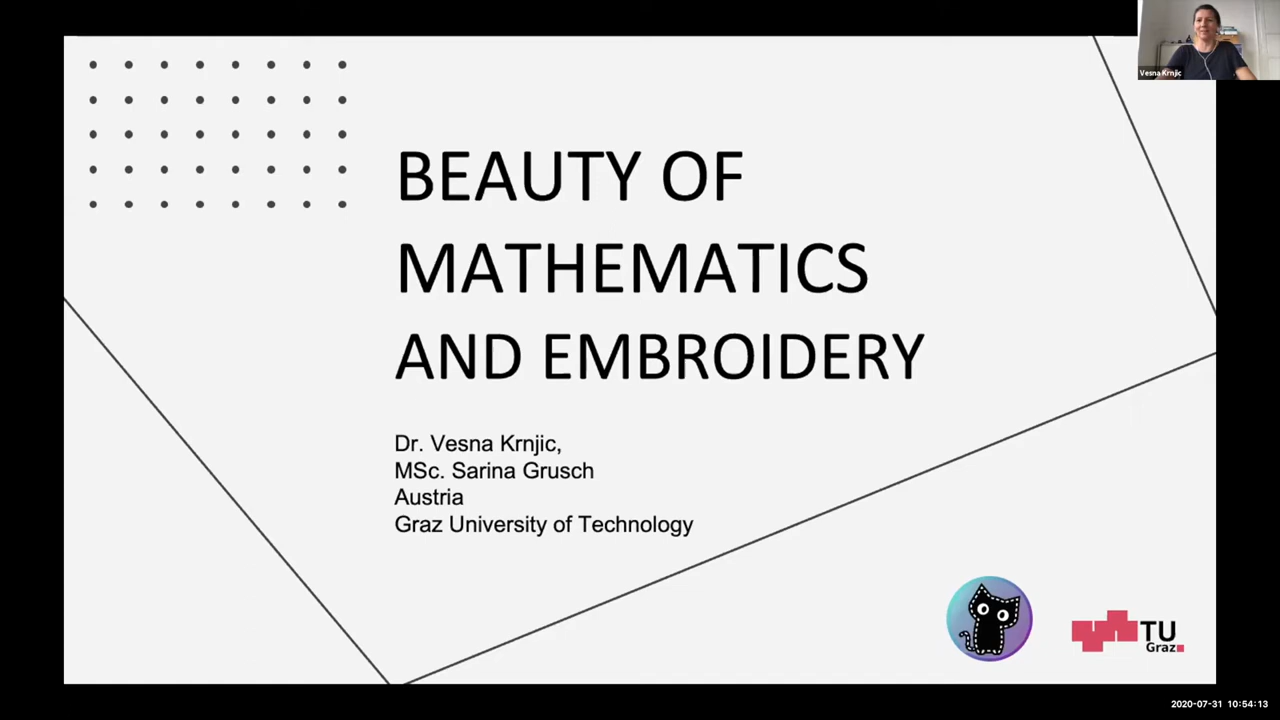 Vesna Krnjic
BEAUTY OF
MATHEMATICS
AND EMBROIDERY
Dr. Vesna Krnjic,
MSc. Sarina Grusch
Austria
Graz University of Technology
TU
Graz
2020-07-31 10:54:13